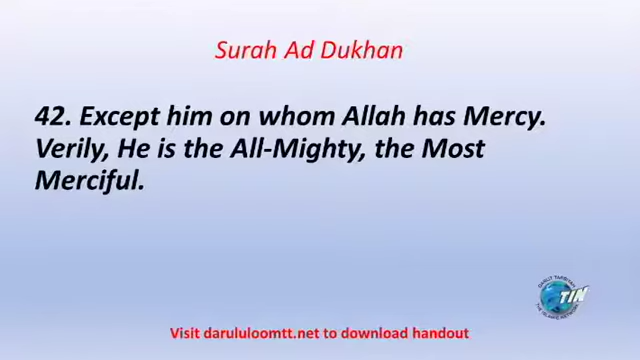 Surah Ad Dukhan
42. Except him on whom Allah has Mercy.
Verily, He is the All-Mighty, the Most
Merciful.
TIN
Visit darululoomtt.net to download handout